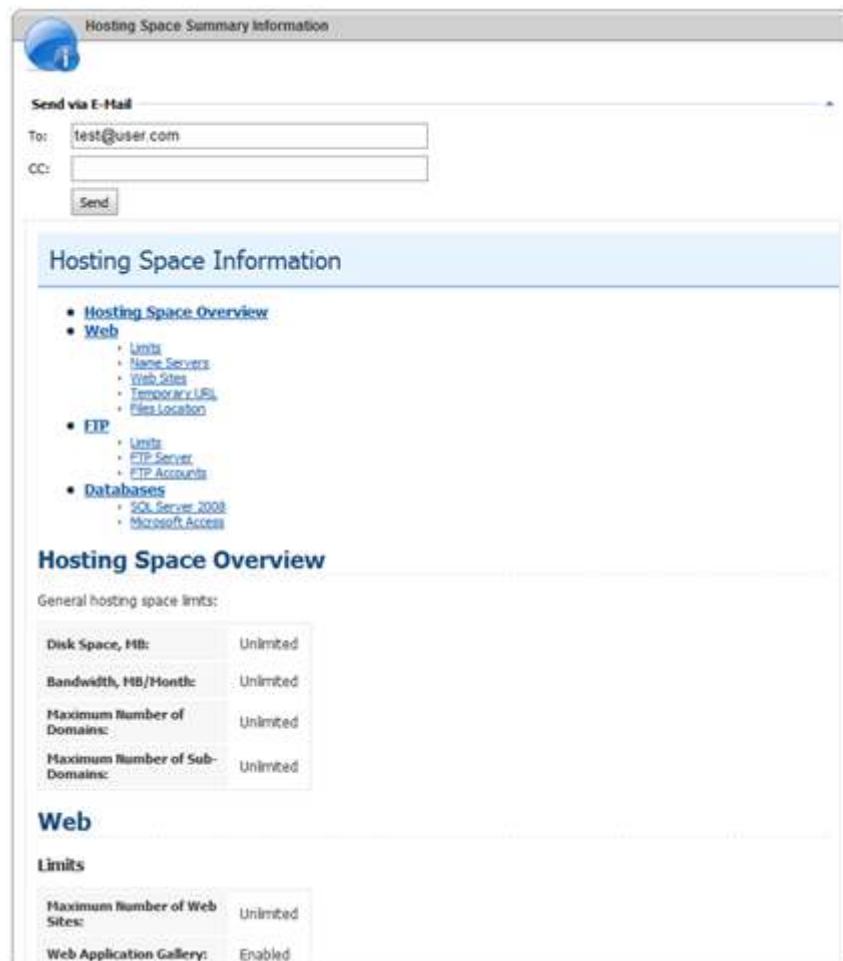 Hosting Space Summary Information
Send via E-Mail
To: test@user.com
CC:
Send
Hosting Space Information
Hosting Space Overview
Web
Limits
Name Servers
Web Sites
Temporary URL
Files Location
FTP
Limits
FTP Server
FTP Accounts
Databases
SQL Server 2008
Microsoft Access
Hosting Space Overview
General hosting space limits:
Disk Space, MB: Unlimited
Bandwidth, MB/Month: Unlimited
Maximum Number of
Domains: Unlimited
Maximum Number of Sub-
Domains: Unlimited
Web
Limits
Maximum Number of Web
Sites: Unlimited
Web Application Gallery: Enabled